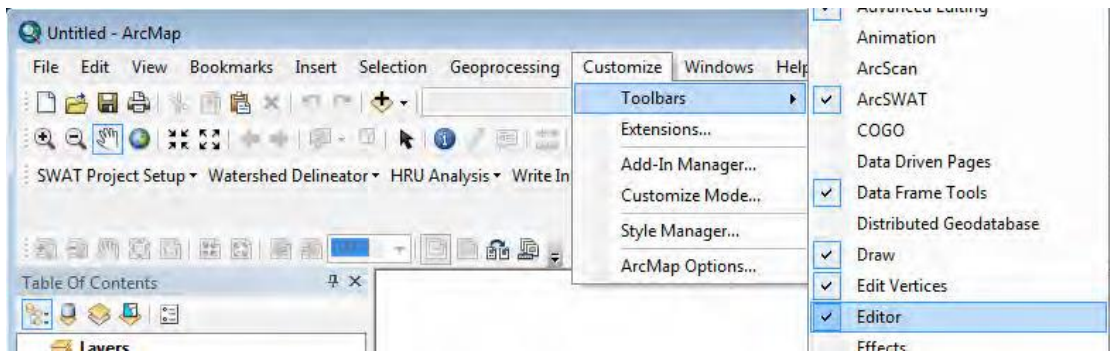 Untitled - ArcMap
File Edit View Bookmarks Insert Selection Geoprocessing Customize Windows Help
SWAT Project Setup Watershed Delineator HRU Analysis Write In
Table Of Contents
Layers
Toolbars
Extensions...
Add-In Manager...
Customize Mode...
Style Manager...
ArcMap Options...
Advanced Editing
Animation
ArcScan
ArcSWAT
COGO
Data Driven Pages
Data Frame Tools
Distributed Geodatabase
Draw
Edit Vertices
Editor
Effects